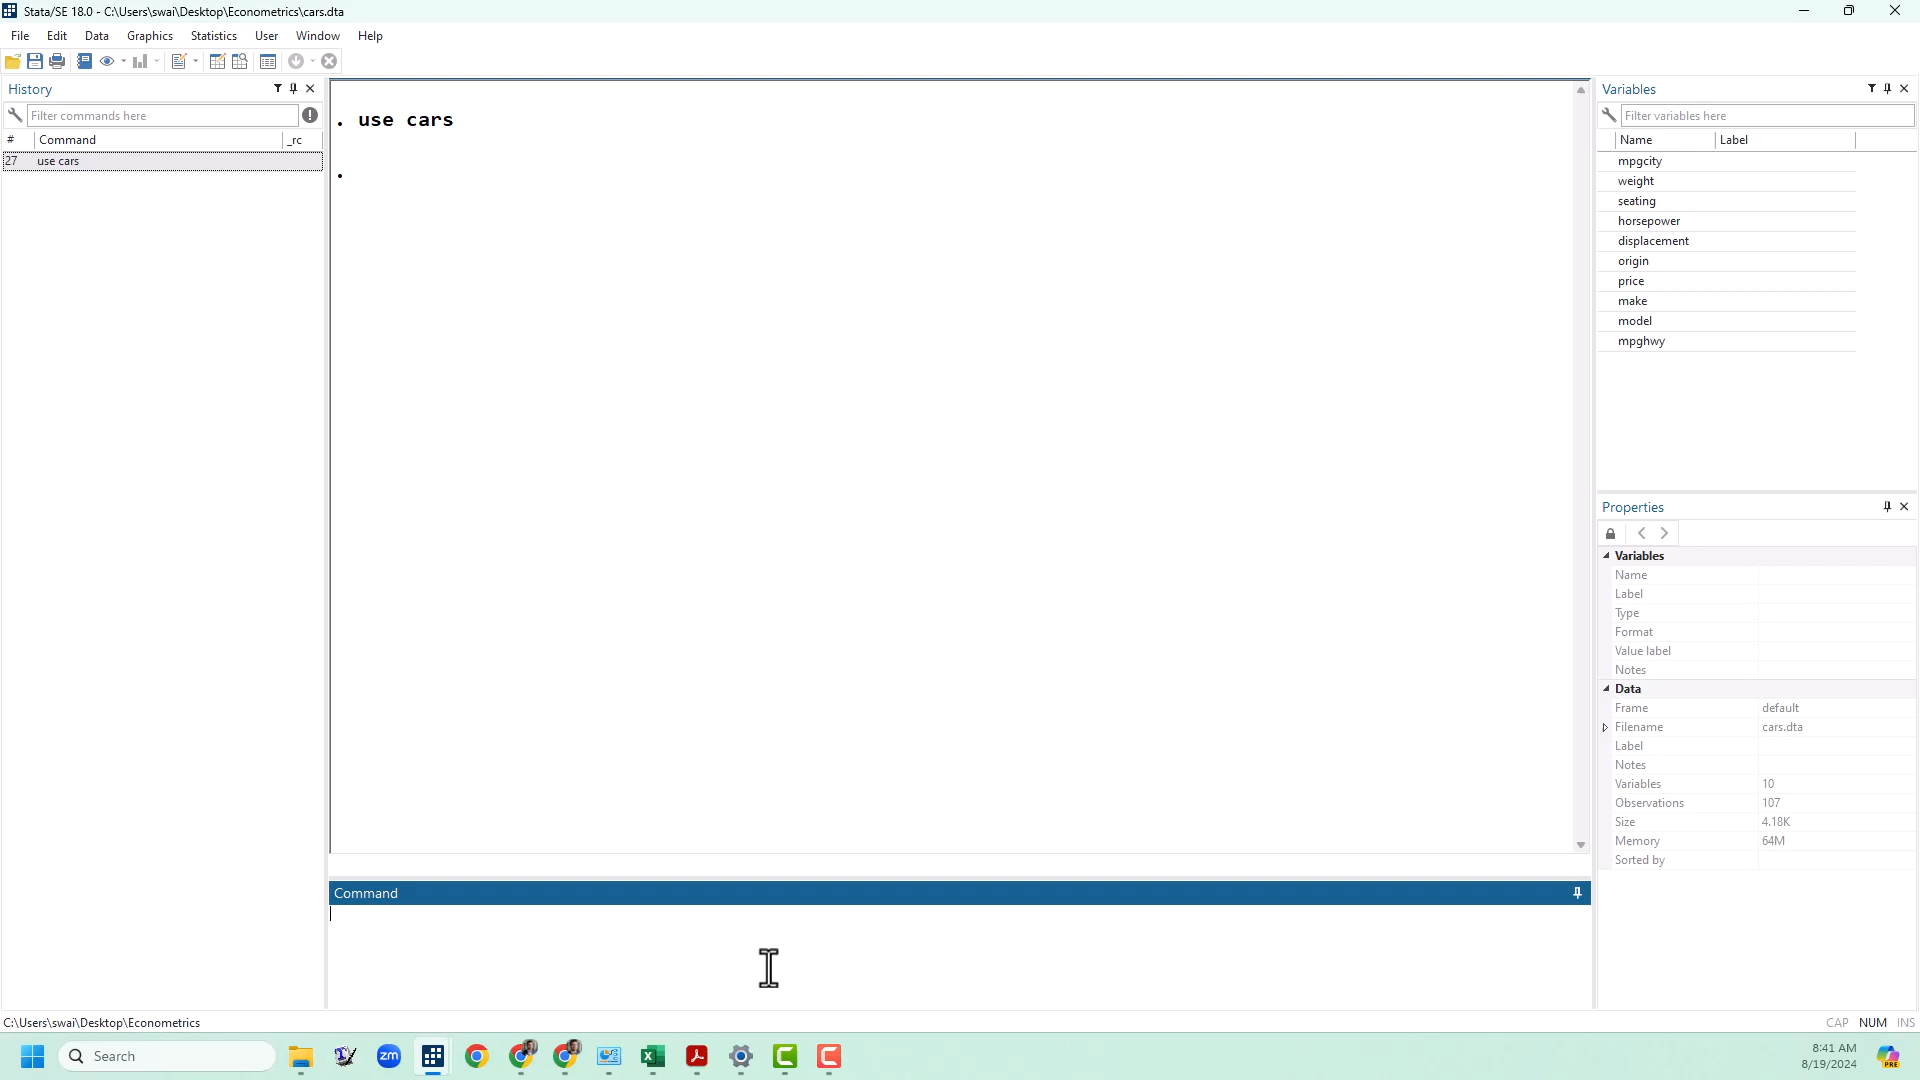 Stata/SE 18.0 - C:\Users\swai\Desktop\Econometrics\cars.dta
File Edit Data Graphics Statistics User Window Help
History
Filter commands here
# Command _rc
27 use cars
. use cars
.
Command
Variables
Filter variables here
Name Label
mpgcity
weight
seating
horsepower
displacement
origin
price
make
model
mpghwy
Properties
Variables
Name
Label
Type
Format
Value label
Notes
Data
Frame default
Filename cars.dta
Label
Notes
Variables 10
Observations 107
Size 4.18K
Memory 64M
Sorted by
C:\Users\swai\Desktop\Econometrics
CAP NUM INS
Search
zm
8:41 AM
8/19/2024
PRE